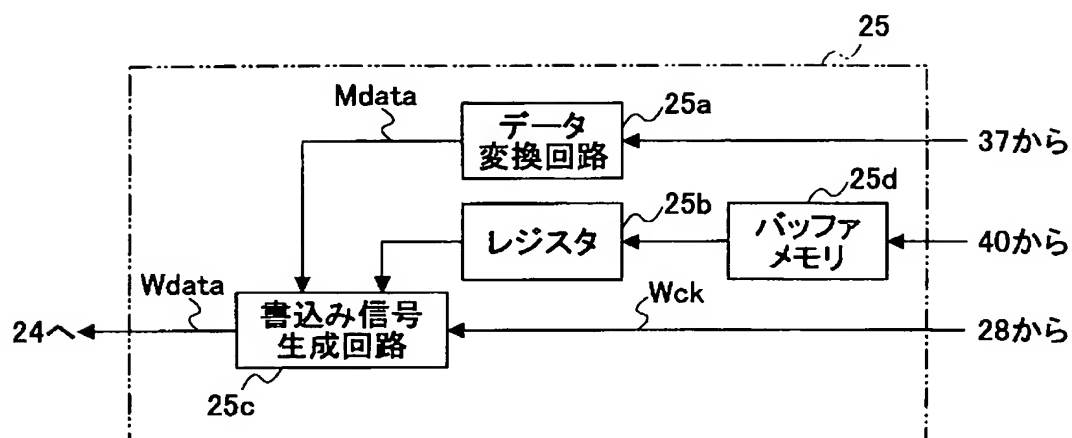 25
Mdata
25a
データ
変換回路
37から
25d
25b
レジスタ
バッファ
メモリ
40から
Wdata
Wck
24へ
書込み信号
生成回路
28から
25c